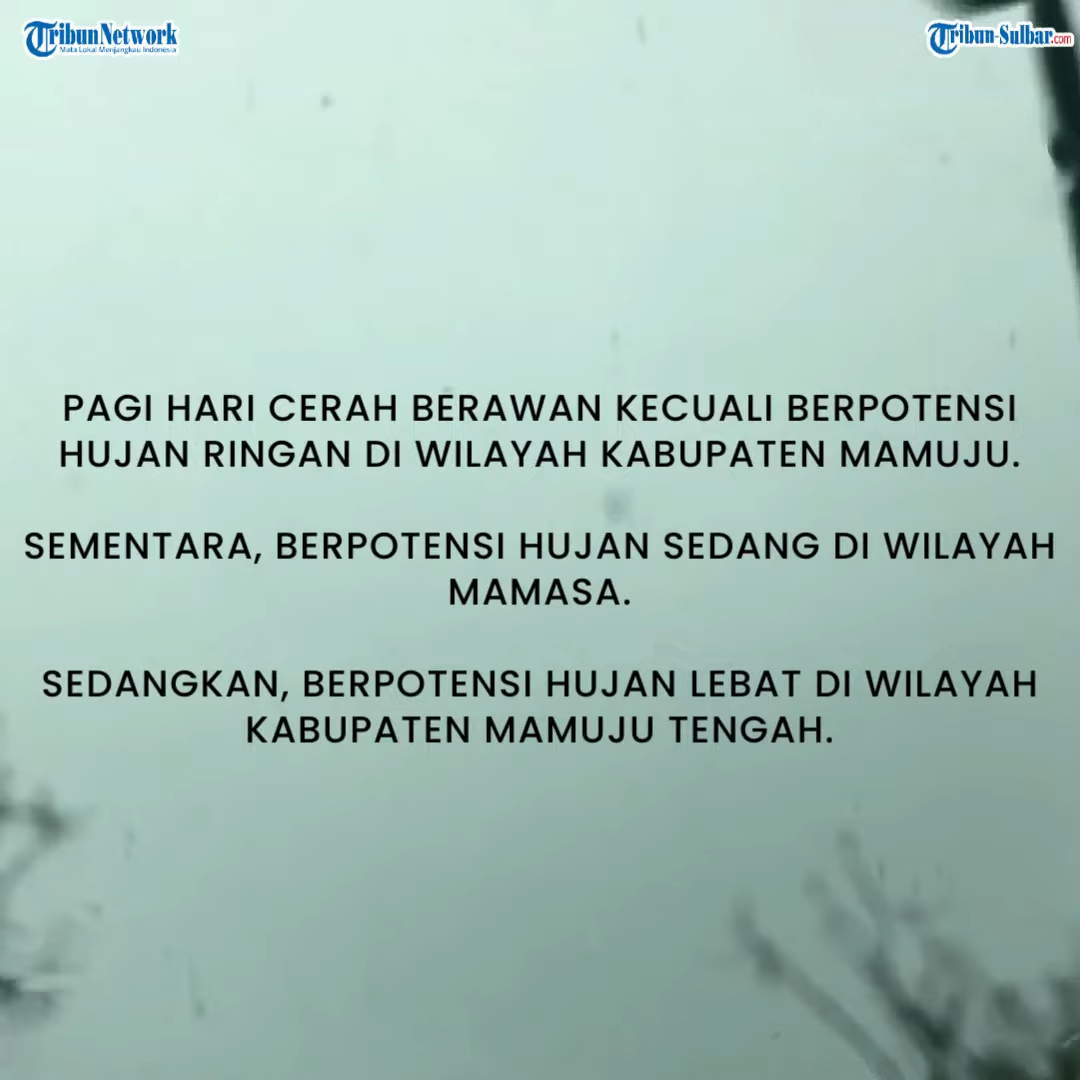 TribunNetwork
Mata Lokal Menjangkau Indonesia
Tribun-Sulbar.com
PAGI HARI CERAH BERAWAN KECUALI BERPOTENSI
HUJAN RINGAN DI WILAYAH KABUPATEN MAMUJU.
SEMENTARA, BERPOTENSI HUJAN SEDANG DI WILAYAH
MAMASA.
SEDANGKAN, BERPOTENSI HUJAN LEBAT DI WILAYAH
KABUPATEN MAMUJU TENGAH.